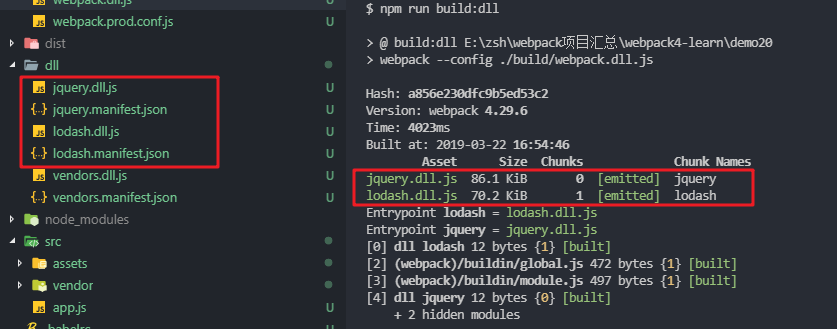 webpack.dll.js
webpack.prod.conf.js
dist
dll
jquery.dll.js U
{..} jquery.manifest.json U
lodash.dll.js U
{..} lodash.manifest.json U
vendors.dll.js U
{..} vendors.manifest.json U
node_modules
src
assets
vendor
app.js U
$ npm run build:dll
> @ build:dll E:\zsh\webpack项目汇总\webpack4-learn\demo20
> webpack --config ./build/webpack.dll.js
Hash: a856e230dfc9b5ed53c2
Version: webpack 4.29.6
Time: 4023ms
Built at: 2019-03-22 16:54:46
Asset Size Chunks Chunk Names
jquery.dll.js 86.1 KiB 0 [emitted] jquery
lodash.dll.js 70.2 KiB 1 [emitted] lodash
Entrypoint lodash = lodash.dll.js
Entrypoint jquery = jquery.dll.js
[0] dll lodash 12 bytes {1} [built]
[2] (webpack)/buildin/global.js 472 bytes {1} [built]
[3] (webpack)/buildin/module.js 497 bytes {1} [built]
[4] dll jquery 12 bytes {0} [built]
+ 2 hidden modules